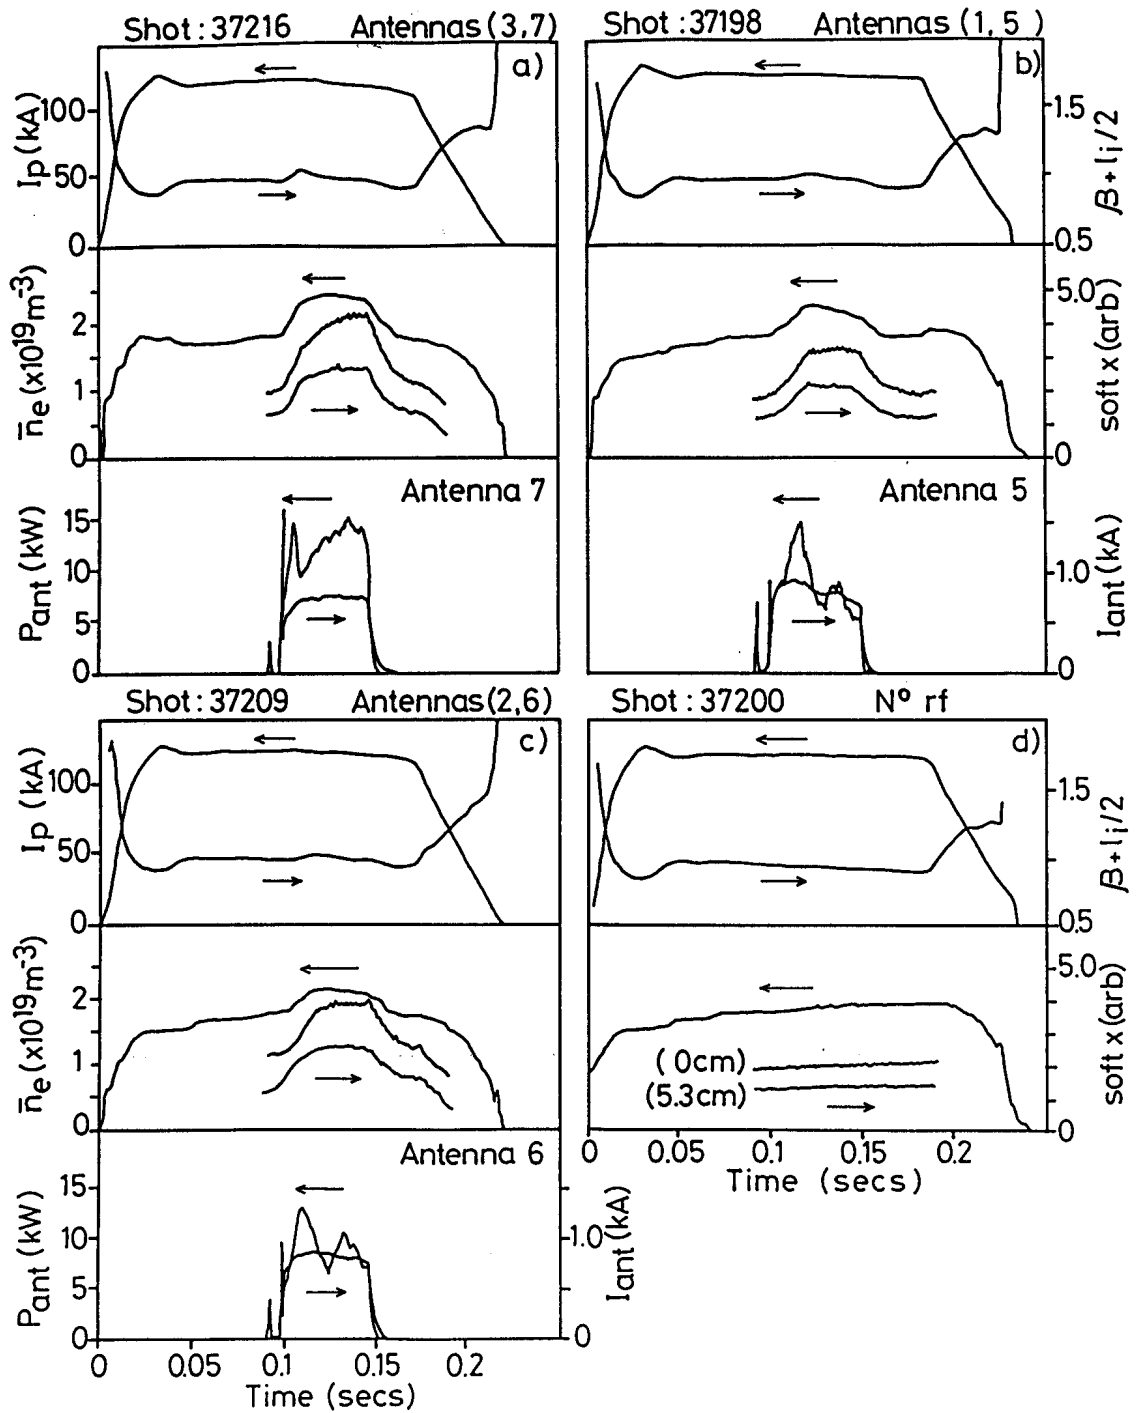 Shot:37216 Antennas(3,7)
Shot:37198 Antennas(1,5)
a)
b)
Ip(kA)
100
50
0
1.5
0.5
β+li/2
n̄e(x10¹⁹m⁻³)
2
1
0
5.0
0
soft x(arb)
Antenna 7
Antenna 5
Pant(kW)
15
10
5
0
1.0
0
Iant(kA)
Shot:37209 Antennas(2,6)
Shot:37200 Nº rf
c)
d)
Ip(kA)
100
50
0
1.5
0.5
β+li/2
n̄e(x10¹⁹m⁻³)
2
1
0
(0cm)
(5.3cm)
5.0
0
soft x(arb)
0 0.05 0.1 0.15 0.2
Time (secs)
Antenna 6
Pant(kW)
15
10
5
0
1.0
0
Iant(kA)
0 0.05 0.1 0.15 0.2
Time (secs)